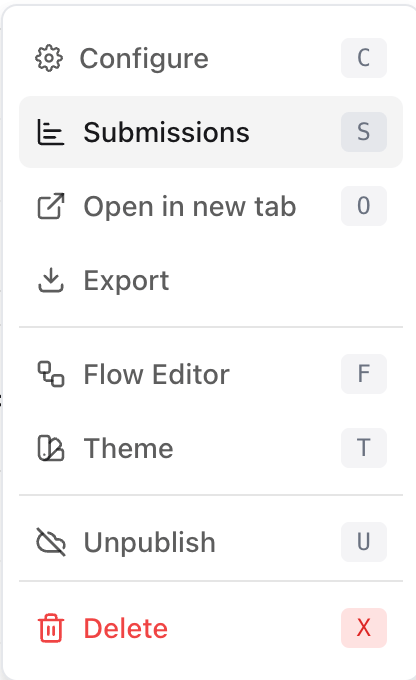 Configure C
Submissions S
Open in new tab O
Export
Flow Editor F
Theme T
Unpublish U
Delete X